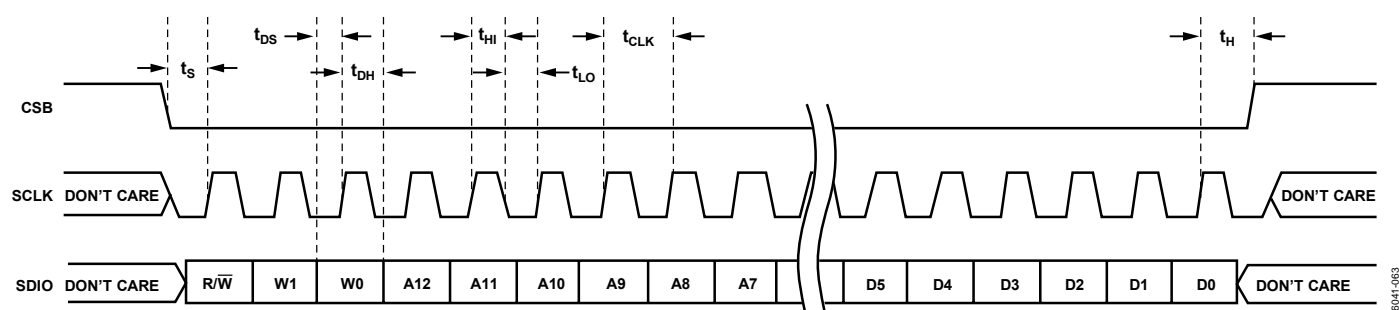 tDS tHI tCLK tH
tS tDH tLO
CSB
SCLK DON'T CARE DON'T CARE
SDIO DON'T CARE R/W̅ W1 W0 A12 A11 A10 A9 A8 A7 D5 D4 D3 D2 D1 D0 DON'T CARE
6041-063